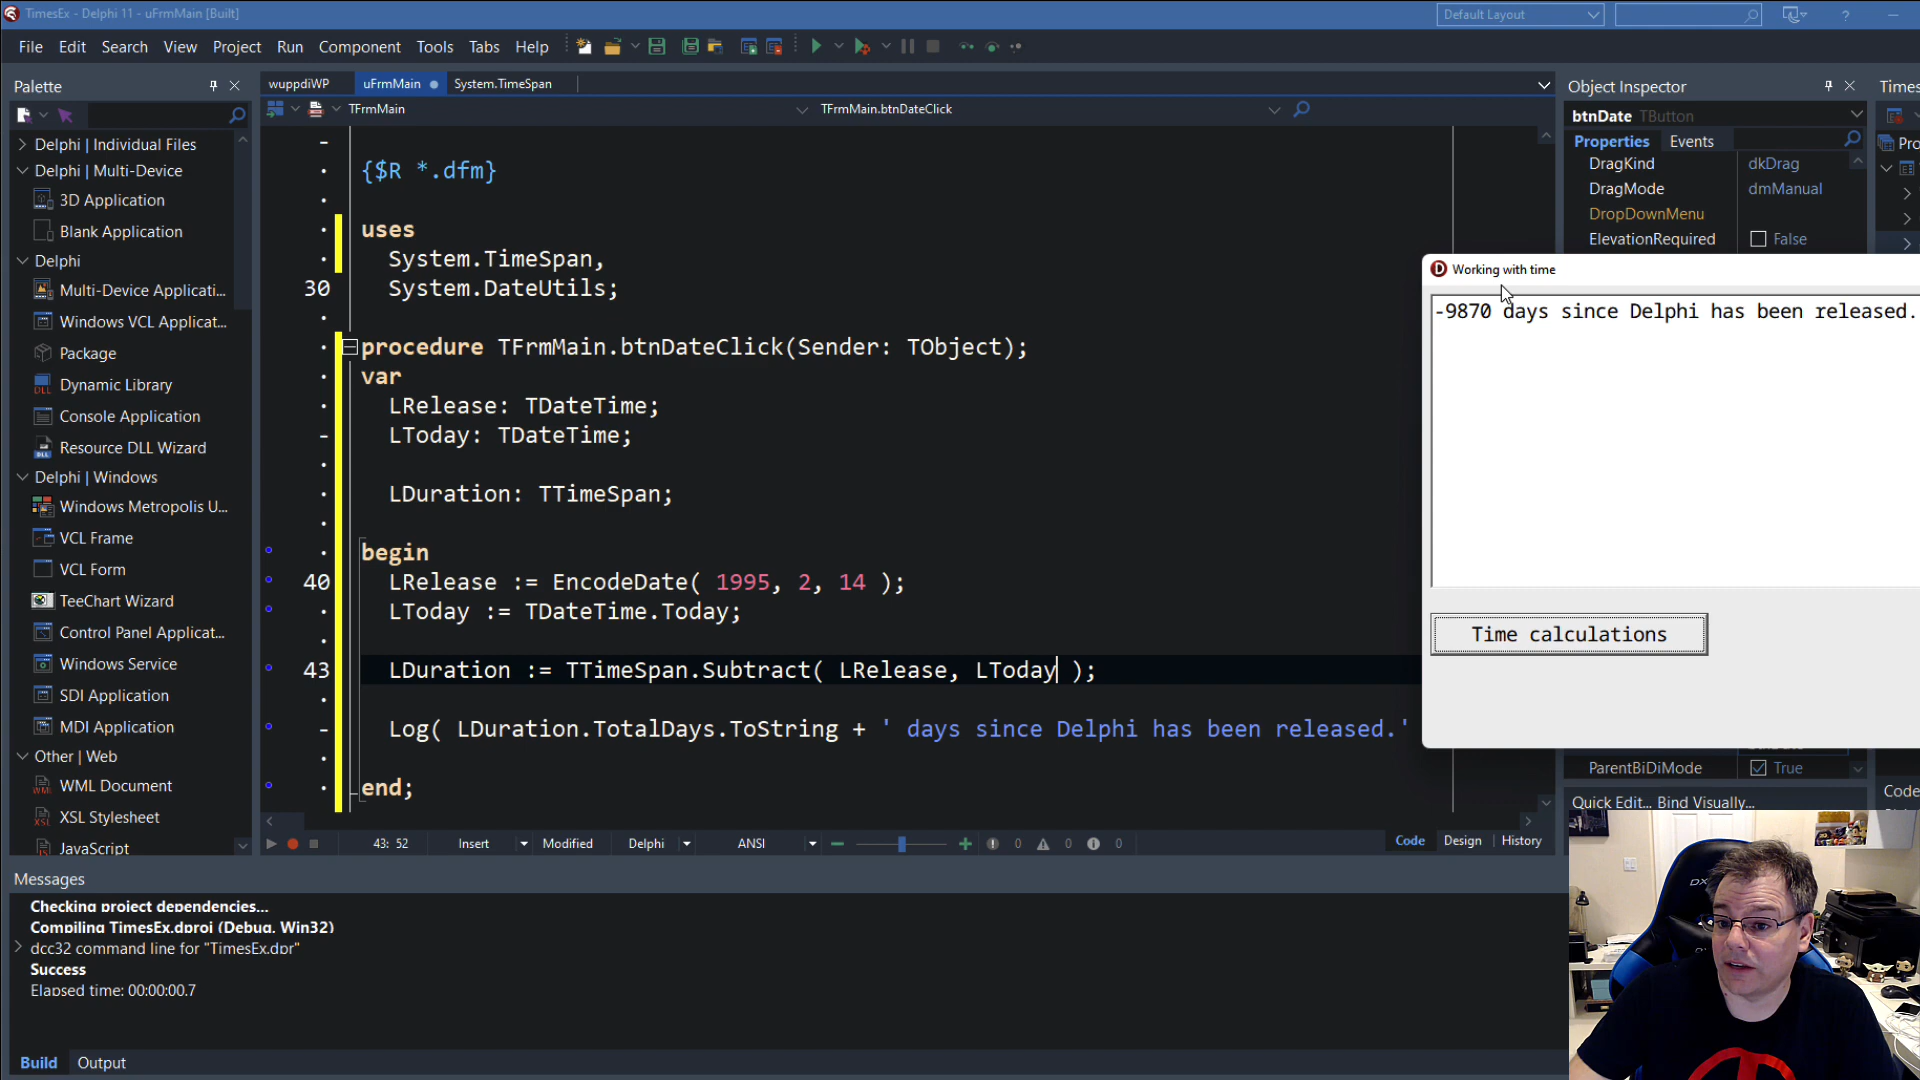 TimesEx - Delphi 11 - uFrmMain [Built]
Default Layout
File Edit Search View Project Run Component Tools Tabs Help
Palette
Delphi | Individual Files
Delphi | Multi-Device
3D Application
Blank Application
Delphi
Multi-Device Applicati...
Windows VCL Applicat...
Package
Dynamic Library
Console Application
Resource DLL Wizard
Delphi | Windows
Windows Metropolis U...
VCL Frame
VCL Form
TeeChart Wizard
Control Panel Applicat...
Windows Service
SDI Application
MDI Application
Other | Web
WML Document
XSL Stylesheet
JavaScript
wuppdiWP uFrmMain System.TimeSpan
TFrmMain TFrmMain.btnDateClick
{$R *.dfm}
uses
System.TimeSpan,
30 System.DateUtils;
procedure TFrmMain.btnDateClick(Sender: TObject);
var
LRelease: TDateTime;
LToday: TDateTime;
LDuration: TTimeSpan;
begin
40 LRelease := EncodeDate( 1995, 2, 14 );
LToday := TDateTime.Today;
43 LDuration := TTimeSpan.Subtract( LRelease, LToday );
Log( LDuration.TotalDays.ToString + ' days since Delphi has been released.'
end;
43: 52 Insert Modified Delphi ANSI 0 0 0 Code Design History
Object Inspector
btnDate TButton
Properties Events
DragKind dkDrag
DragMode dmManual
DropDownMenu
ElevationRequired False
Working with time
-9870 days since Delphi has been released.
Time calculations
ParentBiDiMode True
Quick Edit... Bind Visually...
Times
Pro
Code
Messages
Checking project dependencies...
Compiling TimesEx.dproj (Debug, Win32)
dcc32 command line for "TimesEx.dpr"
Success
Elapsed time: 00:00:00.7
Build Output